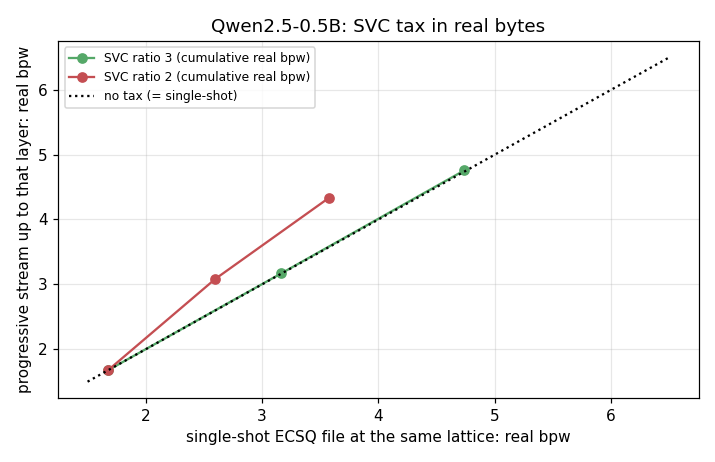 Qwen2.5-0.5B: SVC tax in real bytes
SVC ratio 3 (cumulative real bpw)
SVC ratio 2 (cumulative real bpw)
no tax (= single-shot)
progressive stream up to that layer: real bpw
6
5
4
3
2
2
3
4
5
6
single-shot ECSQ file at the same lattice: real bpw